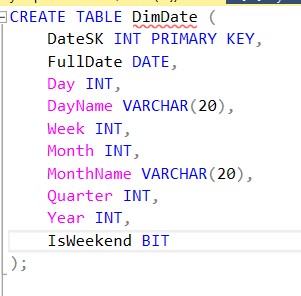 CREATE TABLE DimDate (
    DateSK INT PRIMARY KEY,
    FullDate DATE,
    Day INT,
    DayName VARCHAR(20),
    Week INT,
    Month INT,
    MonthName VARCHAR(20),
    Quarter INT,
    Year INT,
    IsWeekend BIT
);